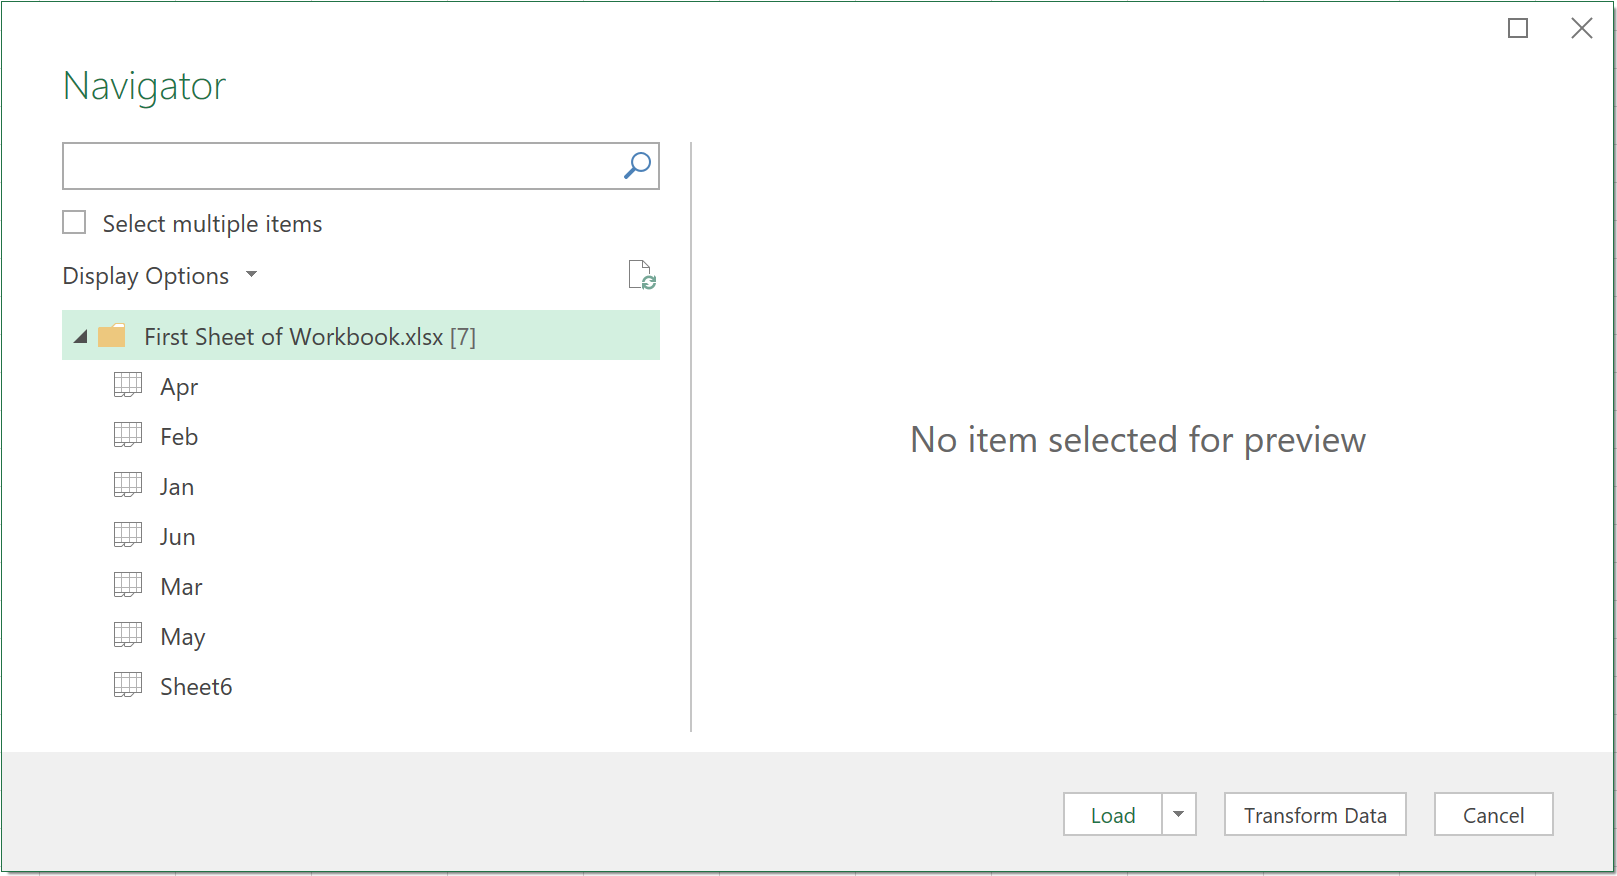 Navigator
Select multiple items
Display Options
First Sheet of Workbook.xlsx [7]
Apr
Feb
Jan
Jun
Mar
May
Sheet6
No item selected for preview
Load
Transform Data
Cancel